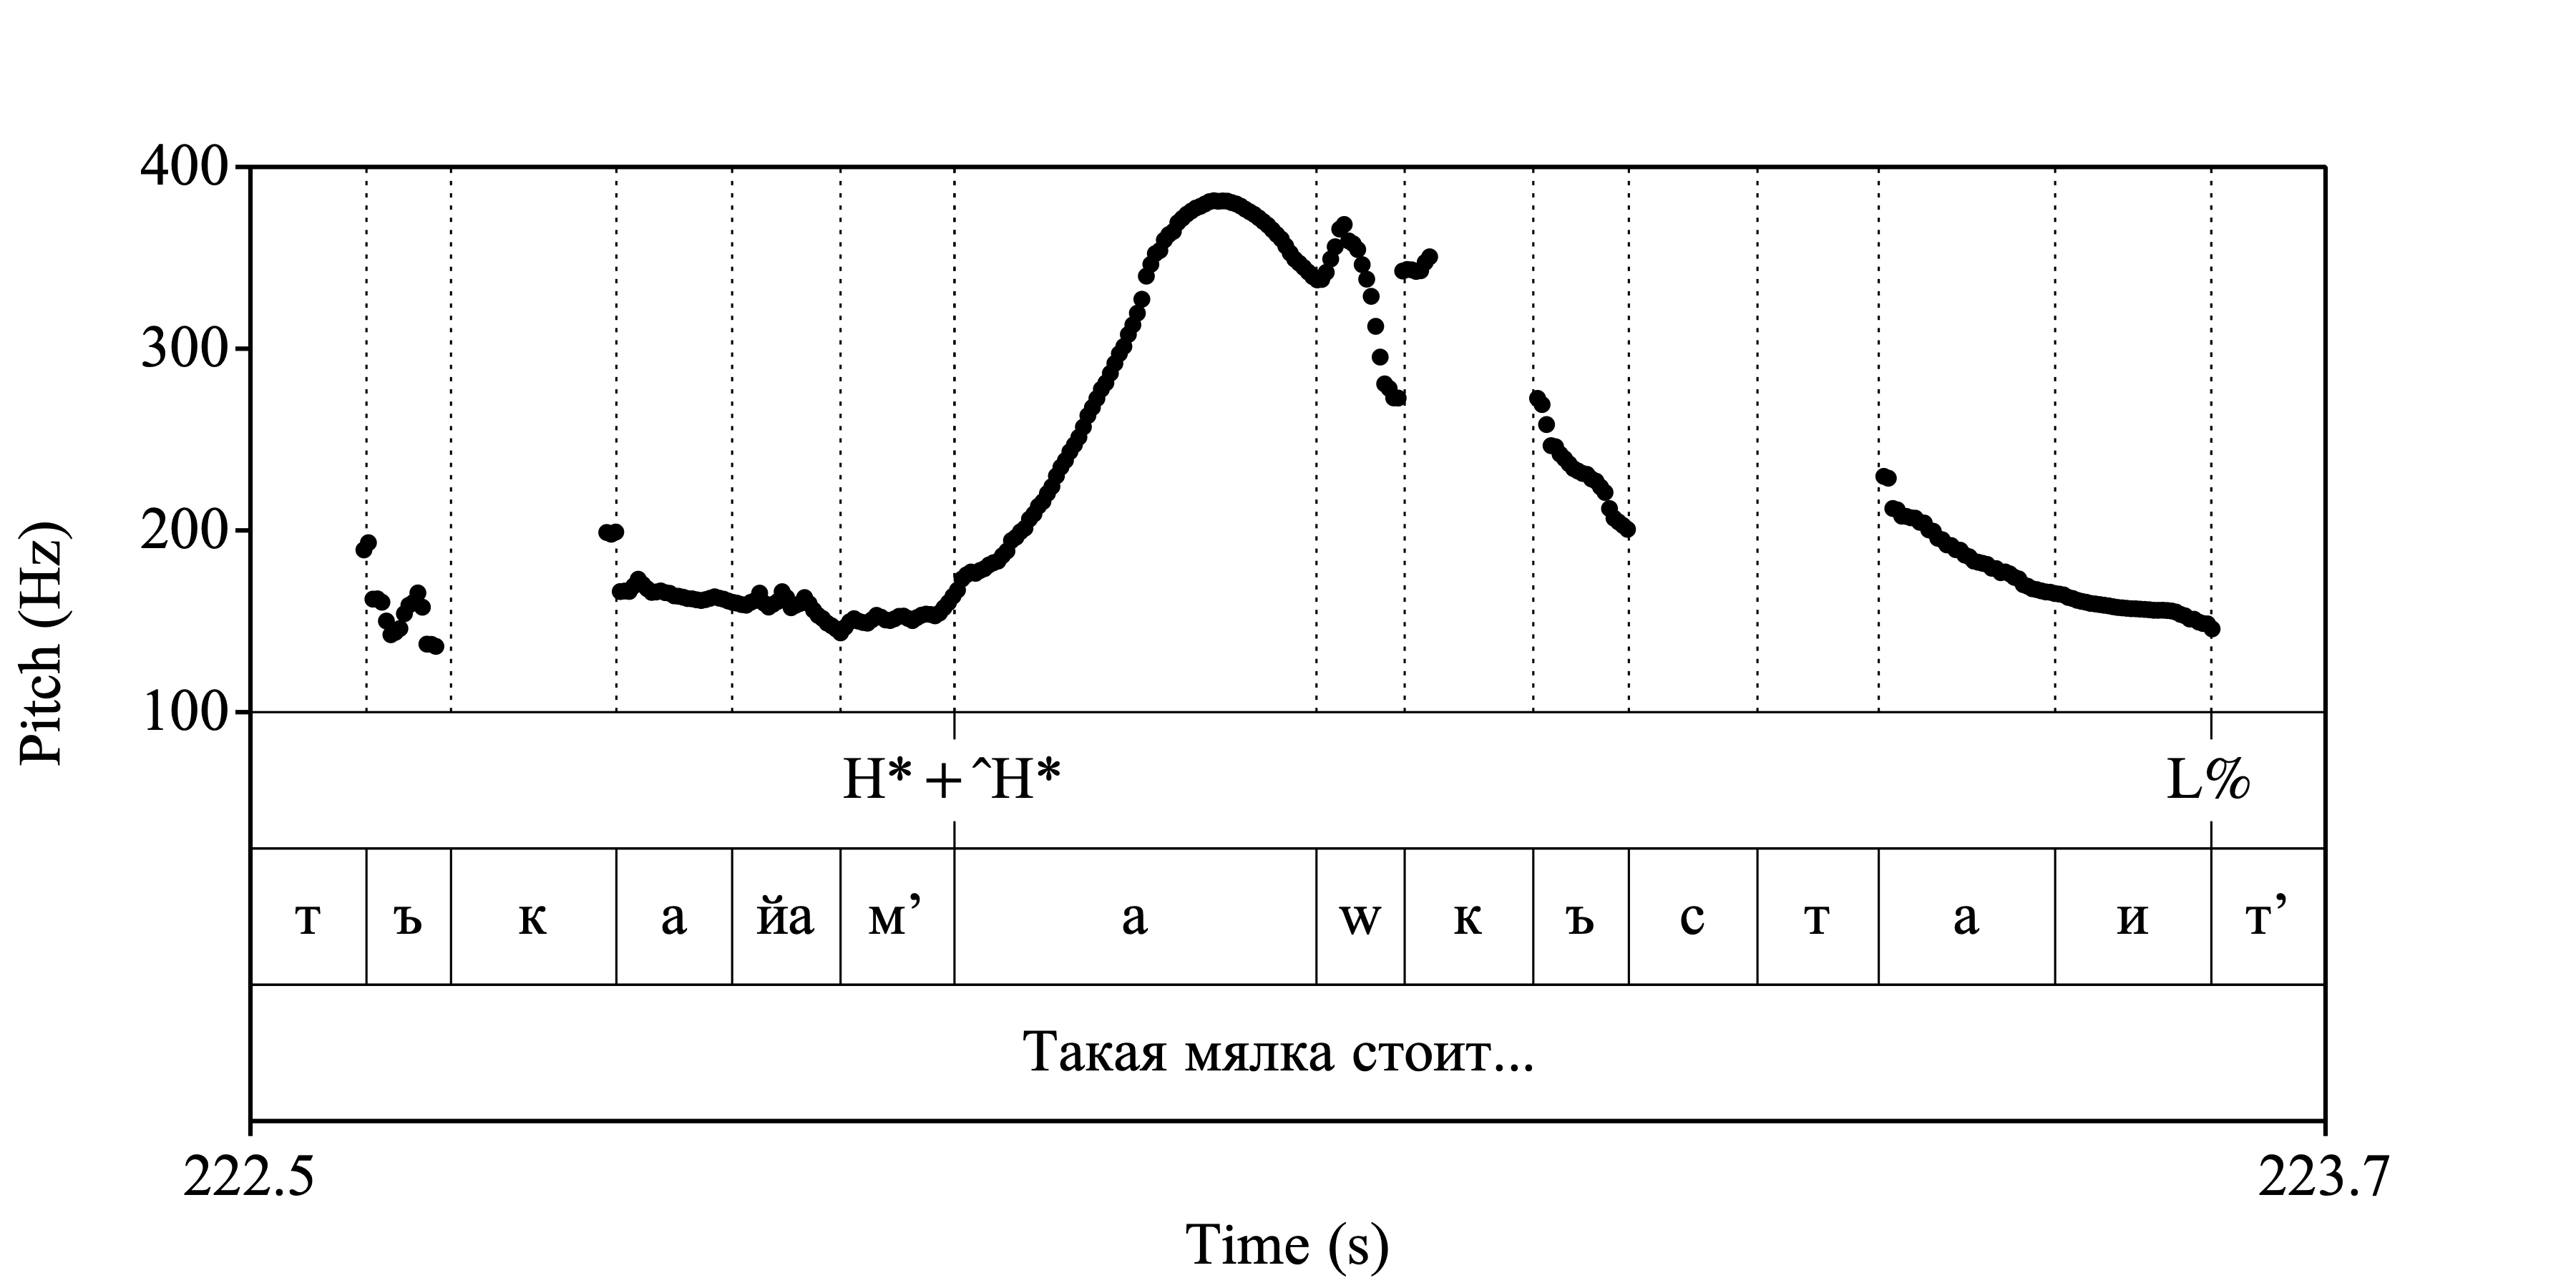 400
300
200
100
Pitch (Hz)
H* + ˆH* L%
т ъ к а йа м’ а w к ъ с т а и т’
Такая мялка стоит...
222.5 223.7
Time (s)